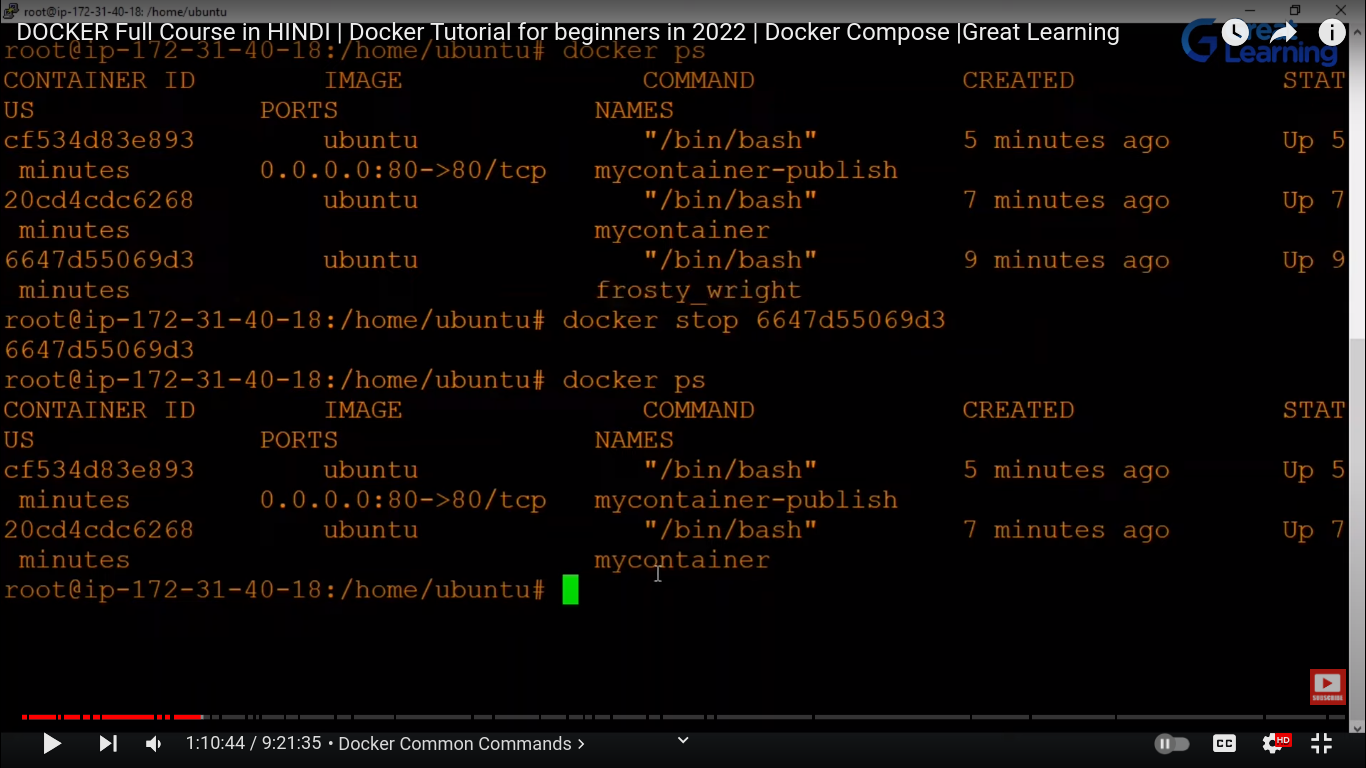 root@ip-172-31-40-18: /home/ubuntu
DOCKER Full Course in HINDI | Docker Tutorial for beginners in 2022 | Docker Compose |Great Learning
Great
Learning
root@ip-172-31-40-18:/home/ubuntu# docker ps
CONTAINER ID IMAGE COMMAND CREATED STAT
US PORTS NAMES
cf534d83e893 ubuntu "/bin/bash" 5 minutes ago Up 5
minutes 0.0.0.0:80->80/tcp mycontainer-publish
20cd4cdc6268 ubuntu "/bin/bash" 7 minutes ago Up 7
minutes mycontainer
6647d55069d3 ubuntu "/bin/bash" 9 minutes ago Up 9
minutes frosty_wright
root@ip-172-31-40-18:/home/ubuntu# docker stop 6647d55069d3
6647d55069d3
root@ip-172-31-40-18:/home/ubuntu# docker ps
CONTAINER ID IMAGE COMMAND CREATED STAT
US PORTS NAMES
cf534d83e893 ubuntu "/bin/bash" 5 minutes ago Up 5
minutes 0.0.0.0:80->80/tcp mycontainer-publish
20cd4cdc6268 ubuntu "/bin/bash" 7 minutes ago Up 7
minutes mycontainer
root@ip-172-31-40-18:/home/ubuntu#
SUBSCRIBE
1:10:44 / 9:21:35 • Docker Common Commands >
CC
HD